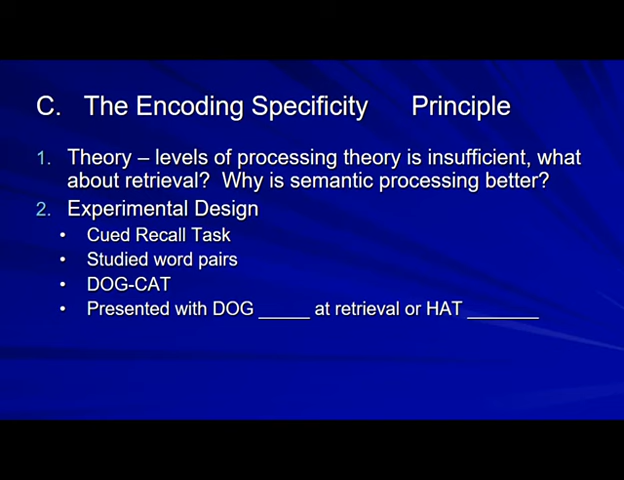 C. The Encoding Specificity Principle
1. Theory – levels of processing theory is insufficient, what
about retrieval? Why is semantic processing better?
2. Experimental Design
• Cued Recall Task
• Studied word pairs
• DOG-CAT
• Presented with DOG _____ at retrieval or HAT _______